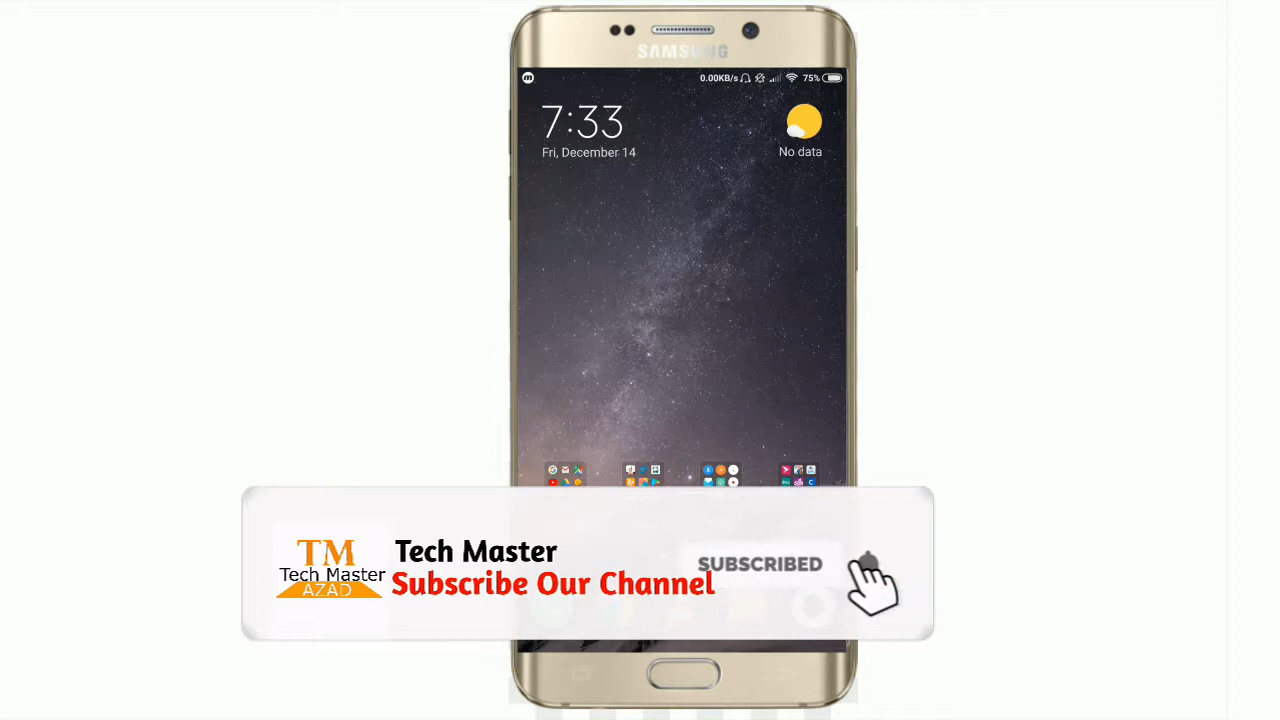 SAMSUNG
0.00KB/s 75%
7:33
Fri, December 14
No data
TM
Tech Master
AZAD
Tech Master
Subscribe Our Channel
SUBSCRIBED